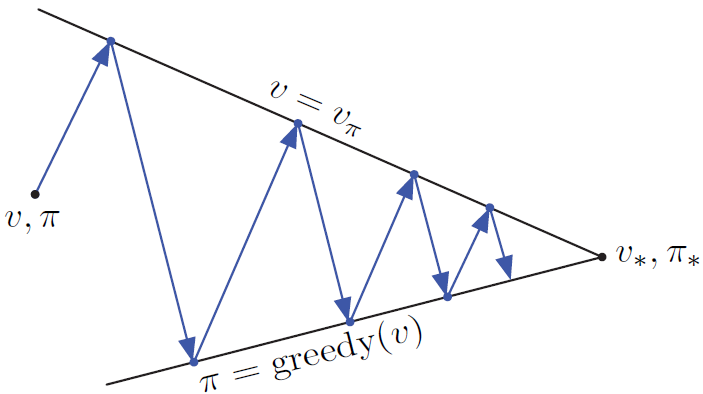 v = v_π
v, π
v_*, π_*
π = greedy(v)